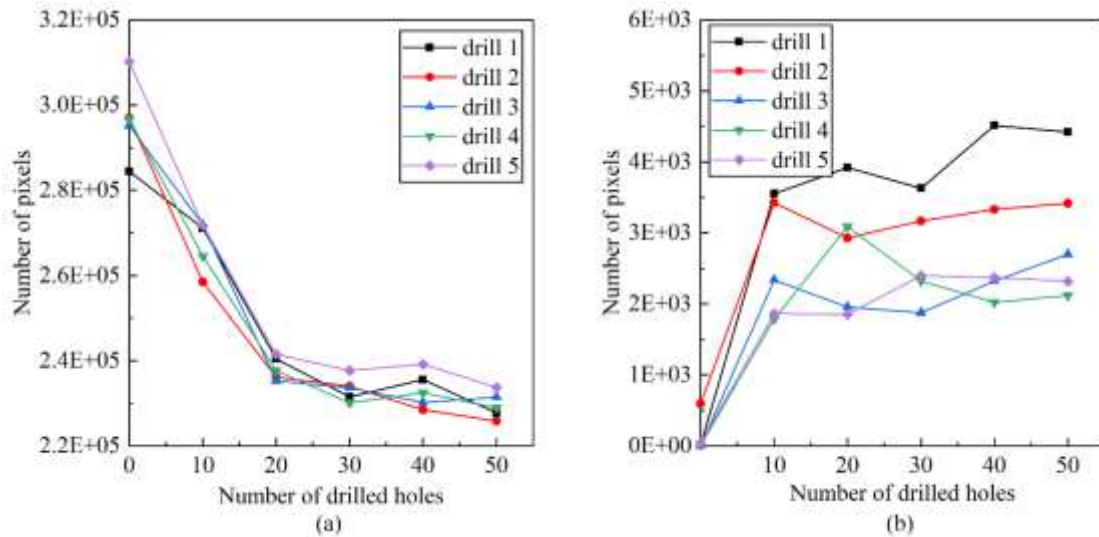 3.2E+05
3.0E+05
2.8E+05
2.6E+05
2.4E+05
2.2E+05
Number of pixels
drill 1
drill 2
drill 3
drill 4
drill 5
0 10 20 30 40 50
Number of drilled holes
(a)
6E+03
5E+03
4E+03
3E+03
2E+03
1E+03
0E+00
Number of pixels
drill 1
drill 2
drill 3
drill 4
drill 5
10 20 30 40 50
Number of drilled holes
(b)